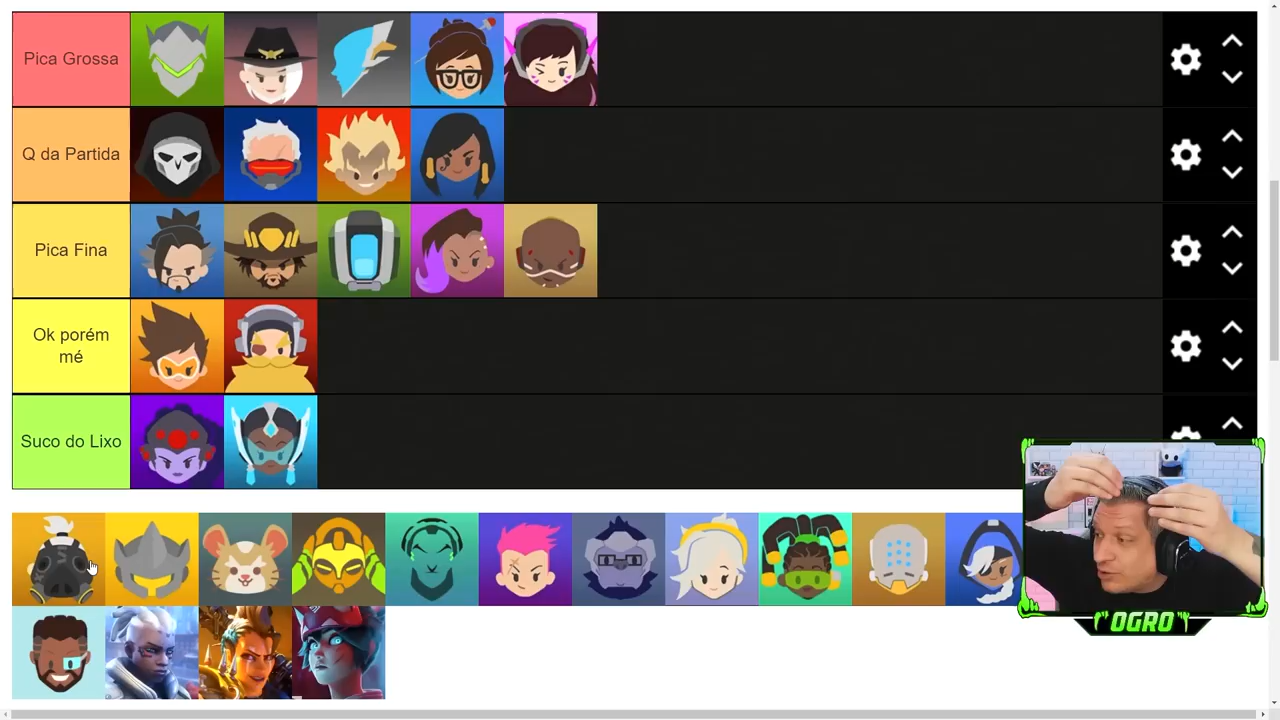 Pica Grossa
Q da Partida
Pica Fina
Ok porém
mé
Suco do Lixo
OGRO